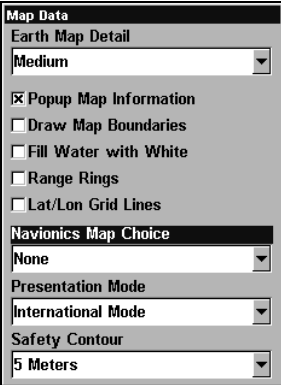 Map Data
Earth Map Detail
Medium
Popup Map Information
Draw Map Boundaries
Fill Water with White
Range Rings
Lat/Lon Grid Lines
Navionics Map Choice
None
Presentation Mode
International Mode
Safety Contour
5 Meters